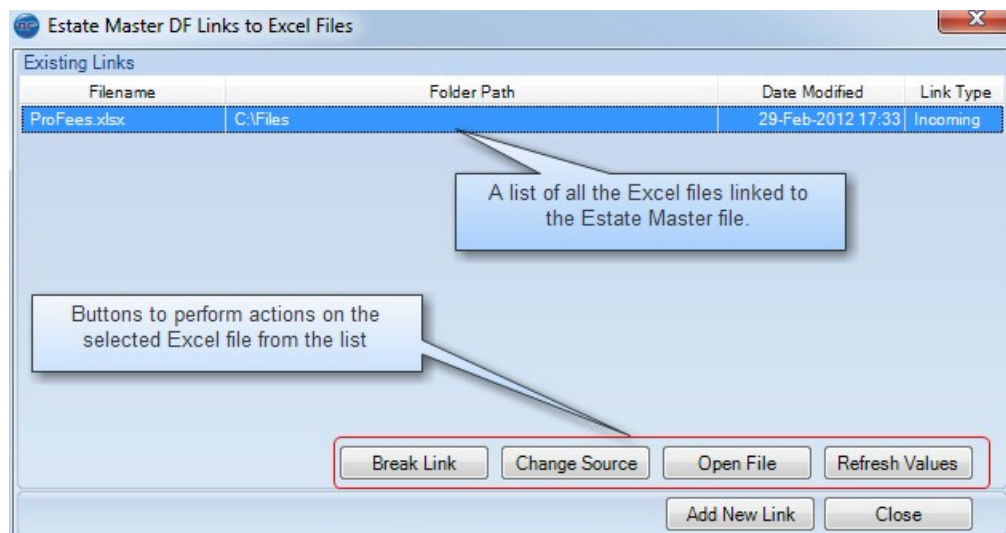 Estate Master DF Links to Excel Files
Existing Links
Filename Folder Path Date Modified Link Type
ProFees.xlsx C:\Files 29-Feb-2012 17:33 Incoming
A list of all the Excel files linked to
the Estate Master file.
Buttons to perform actions on the
selected Excel file from the list
Break Link Change Source Open File Refresh Values
Add New Link Close